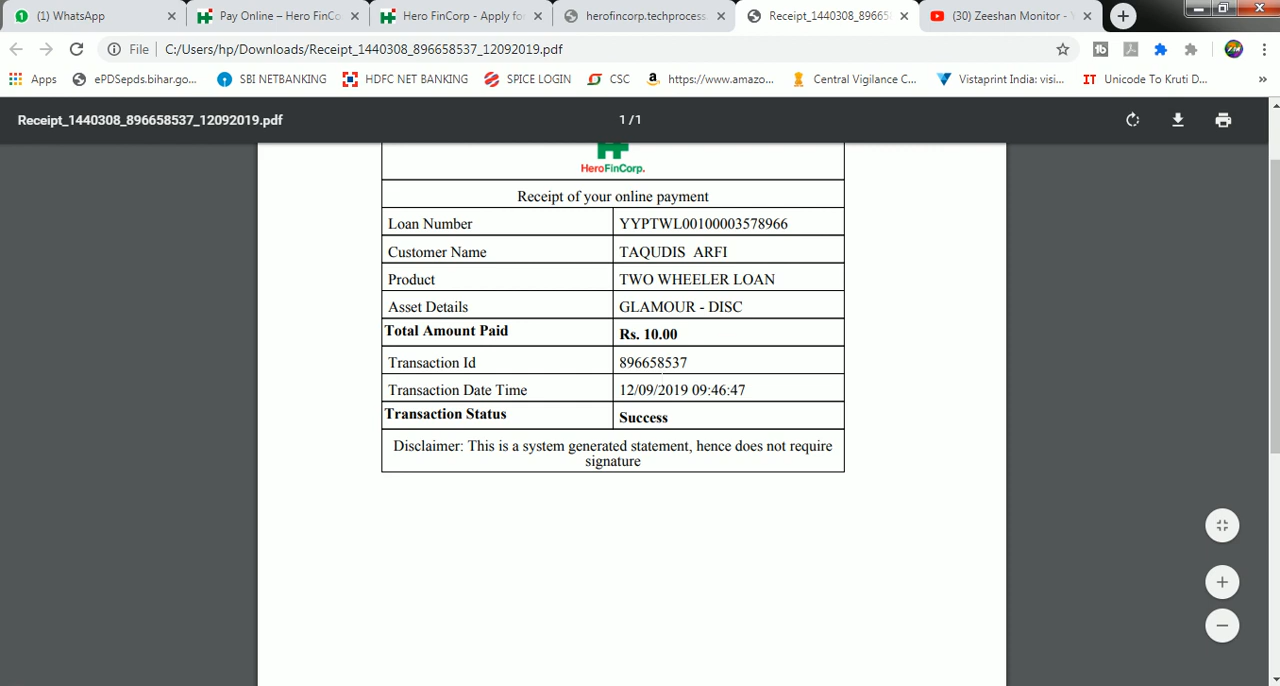 (1) WhatsApp
Pay Online – Hero FinCo
Hero FinCorp - Apply fo
herofincorp.techprocess
Receipt_1440308_89665
(30) Zeeshan Monitor - 
File
C:/Users/hp/Downloads/Receipt_1440308_896658537_12092019.pdf
Apps
ePDSepds.bihar.go...
SBI NETBANKING
HDFC NET BANKING
SPICE LOGIN
CSC
https://www.amazo...
Central Vigilance C...
Vistaprint India: visi...
IT Unicode To Kruti D...
»
Receipt_1440308_896658537_12092019.pdf
1 / 1
HeroFinCorp.
Receipt of your online payment
Loan Number YYPTWL00100003578966
Customer Name TAQUDIS ARFI
Product TWO WHEELER LOAN
Asset Details GLAMOUR - DISC
Total Amount Paid Rs. 10.00
Transaction Id 896658537
Transaction Date Time 12/09/2019 09:46:47
Transaction Status Success
Disclaimer: This is a system generated statement, hence does not require
signature